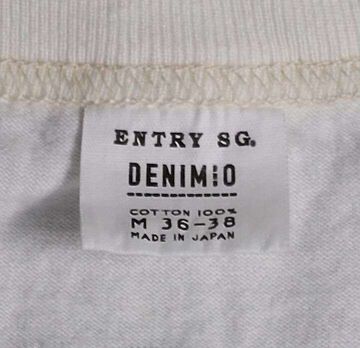 ENTRY SG.
DENIMIO
COTTON 100%
M 36-38
MADE IN JAPAN